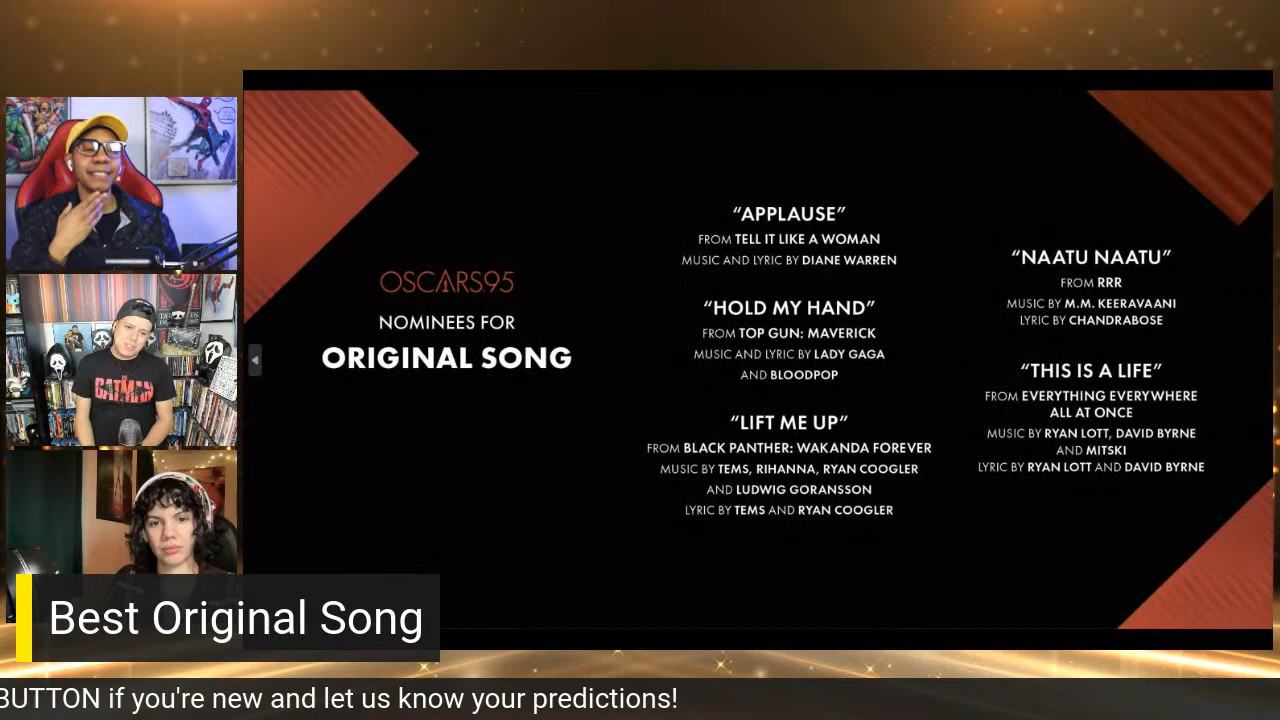 OSCARS95
NOMINEES FOR
ORIGINAL SONG
“APPLAUSE”
FROM TELL IT LIKE A WOMAN
MUSIC AND LYRIC BY DIANE WARREN
“HOLD MY HAND”
FROM TOP GUN: MAVERICK
MUSIC AND LYRIC BY LADY GAGA
AND BLOODPOP
“LIFT ME UP”
FROM BLACK PANTHER: WAKANDA FOREVER
MUSIC BY TEMS, RIHANNA, RYAN COOGLER
AND LUDWIG GORANSSON
LYRIC BY TEMS AND RYAN COOGLER
“NAATU NAATU”
FROM RRR
MUSIC BY M.M. KEERAVAANI
LYRIC BY CHANDRABOSE
“THIS IS A LIFE”
FROM EVERYTHING EVERYWHERE
ALL AT ONCE
MUSIC BY RYAN LOTT, DAVID BYRNE
AND MITSKI
LYRIC BY RYAN LOTT AND DAVID BYRNE
Best Original Song
BUTTON if you're new and let us know your predictions!